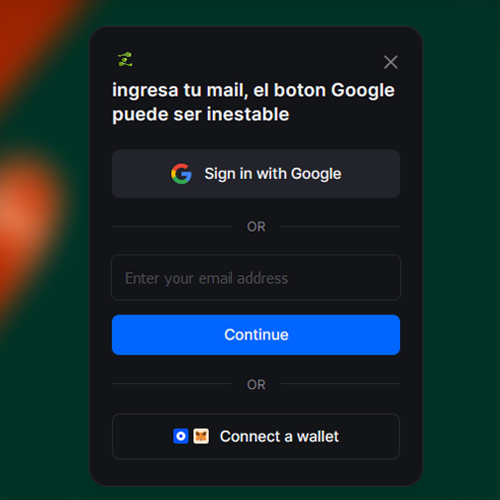 ingresa tu mail, el boton Google
puede ser inestable
Sign in with Google
OR
Enter your email address
Continue
OR
Connect a wallet